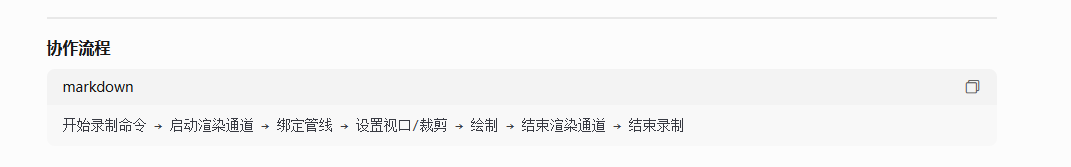 协作流程
markdown
开始录制命令 → 启动渲染通道 → 绑定管线 → 设置视口/裁剪 → 绘制 → 结束渲染通道 → 结束录制